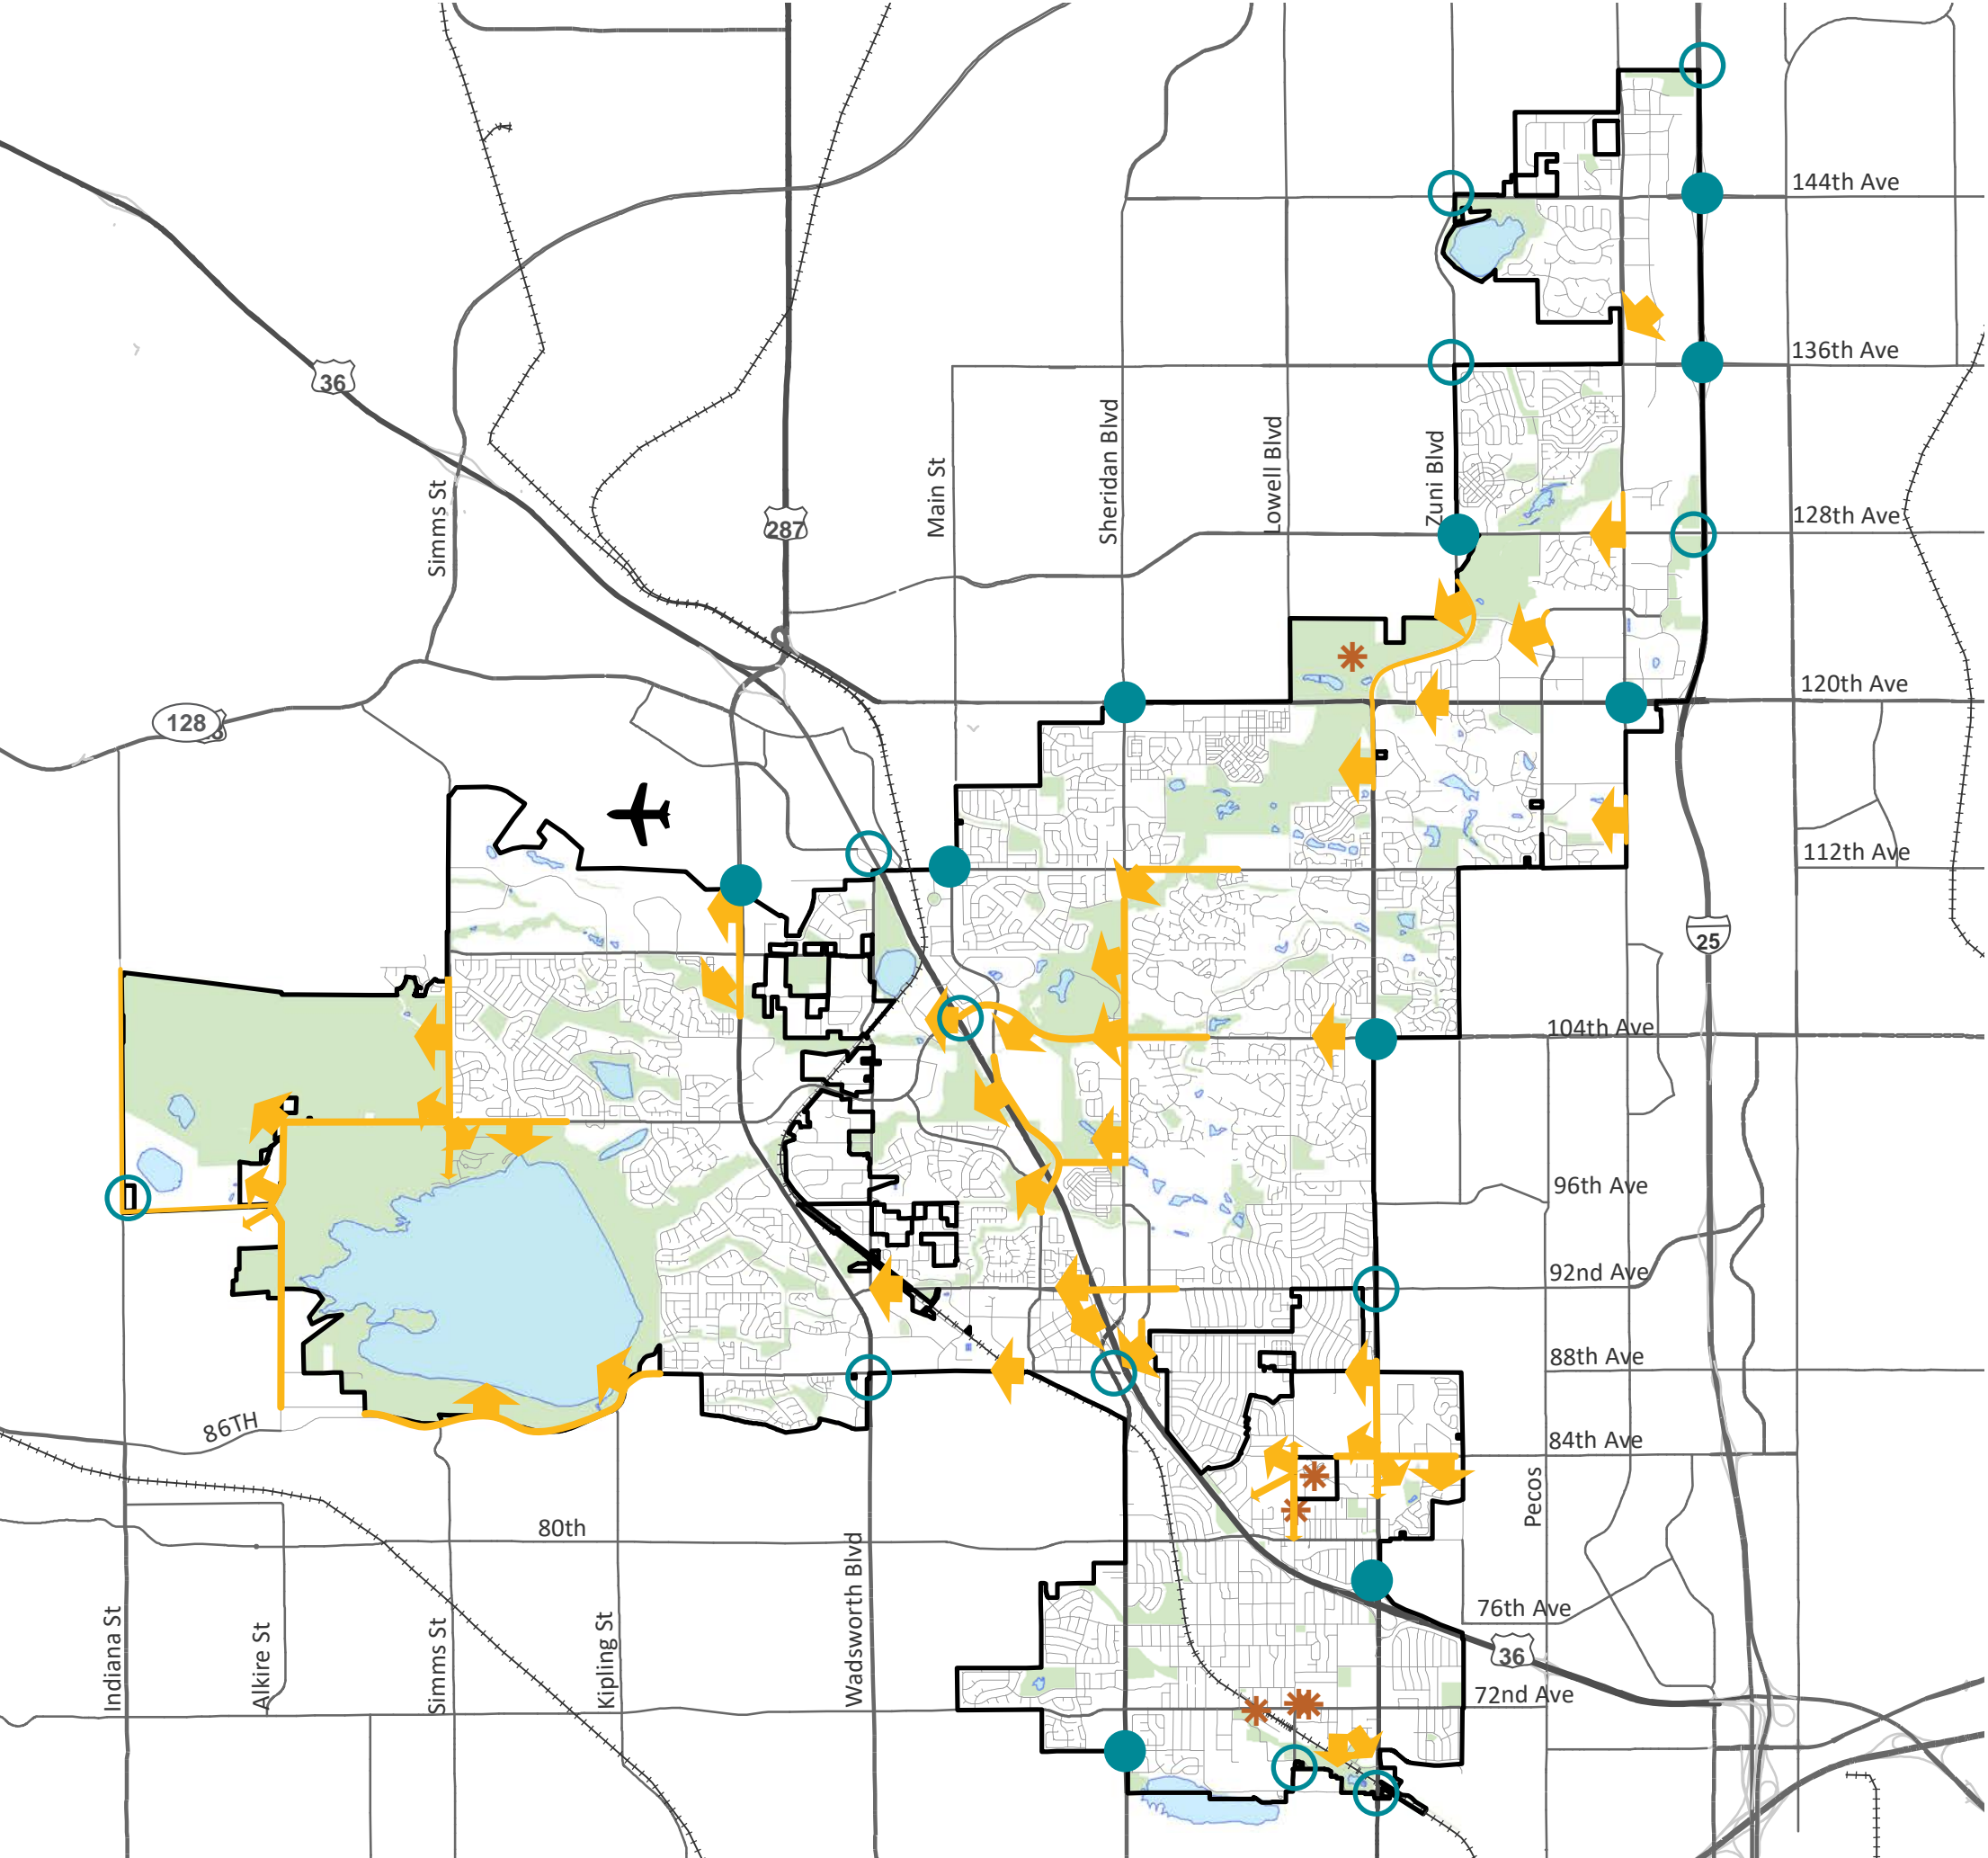 144th Ave
136th Ave
36
Main St
Sheridan Blvd
Lowell Blvd
Zuni Blvd
Simms St
287
128th Ave
120th Ave
128
112th Ave
25
104th Ave
96th Ave
92nd Ave
88th Ave
86TH
84th Ave
Pecos
80th
Indiana St
Alkire St
Simms St
Kipling St
Wadsworth Blvd
76th Ave
36
72nd Ave